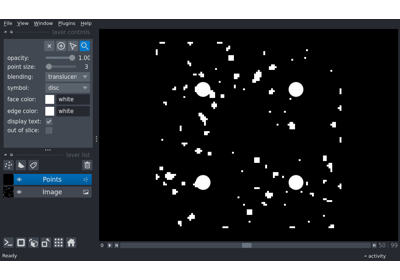 File View Window Plugins Help
layer controls
opacity: 1.00
point size: 3
blending: translucen
symbol: disc
face color: white
edge color: white
display text: ✓
out of slice:
layer list
Points
Image
0
50 99
Ready
activity